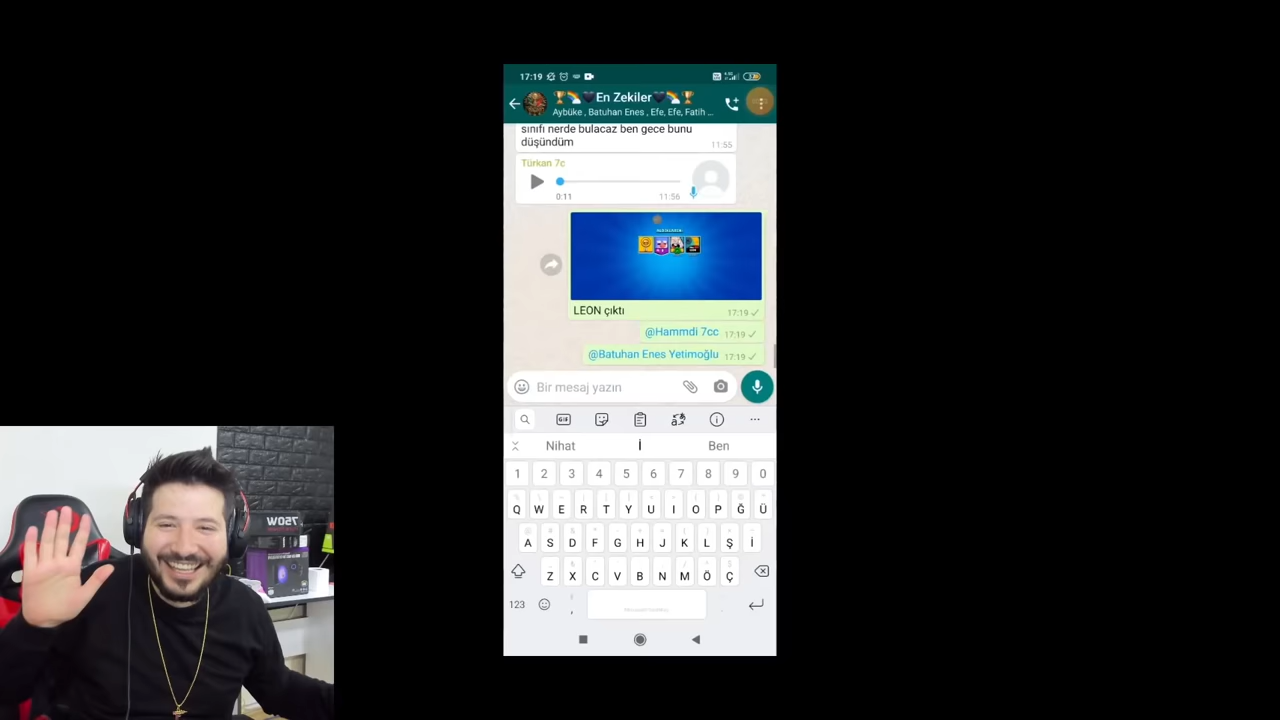 17:19
🏆🌠🖤En Zekiler🖤🌠🏆
Aybüke , Batuhan Enes , Efe, Efe, Fatih ...
sınıfı nerde bulacaz ben gece bunu
düşündüm
11:55
Türkan 7c
0:11
11:56
LEON çıktı
17:19
@Hammdi 7cc
17:19
@Batuhan Enes Yetimoğlu
17:19
Bir mesaj yazın
GIF
Nihat İ Ben
1 2 3 4 5 6 7 8 9 0
Q W E R T Y U I O P Ğ Ü
A S D F G H J K L Ş İ
Z X C V B N M Ö Ç
123 ,
750W